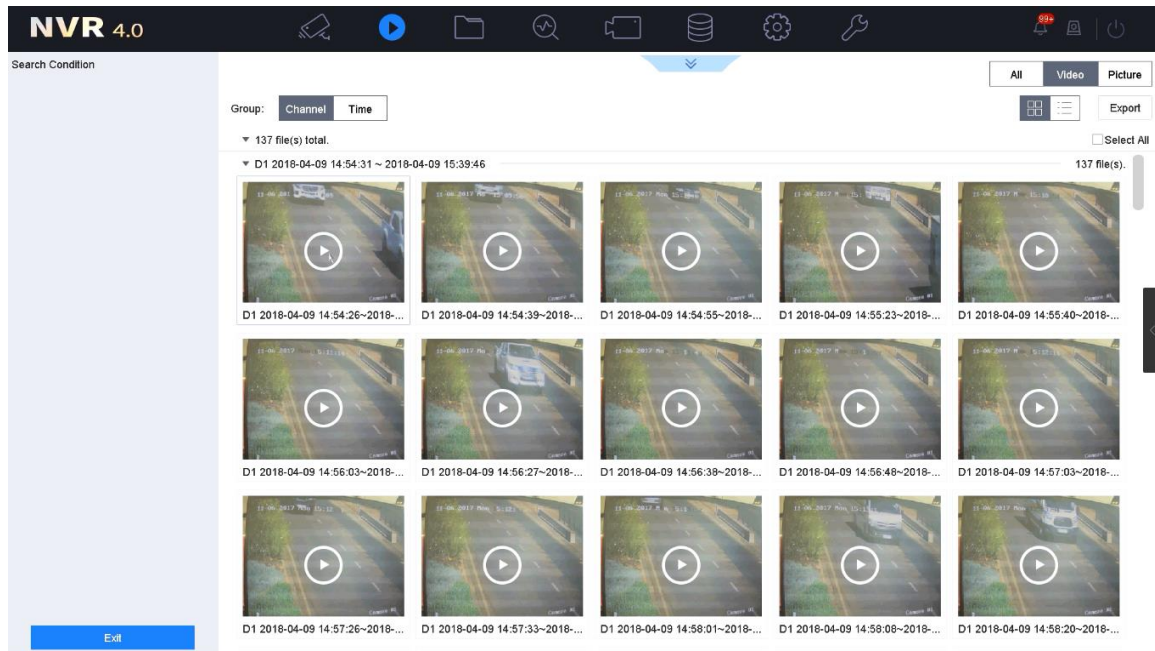 NVR 4.0
99+
Search Condition
All Video Picture
Group: Channel Time
Export
137 file(s) total.
Select All
D1 2018-04-09 14:54:31 ~ 2018-04-09 15:39:46
137 file(s).
D1 2018-04-09 14:54:26~2018-... D1 2018-04-09 14:54:39~2018-... D1 2018-04-09 14:54:55~2018-... D1 2018-04-09 14:55:23~2018-... D1 2018-04-09 14:55:40~2018-...
D1 2018-04-09 14:56:03~2018-... D1 2018-04-09 14:56:27~2018-... D1 2018-04-09 14:56:38~2018-... D1 2018-04-09 14:56:48~2018-... D1 2018-04-09 14:57:03~2018-...
D1 2018-04-09 14:57:26~2018-... D1 2018-04-09 14:57:33~2018-... D1 2018-04-09 14:58:01~2018-... D1 2018-04-09 14:58:08~2018-... D1 2018-04-09 14:58:20~2018-...
Exit